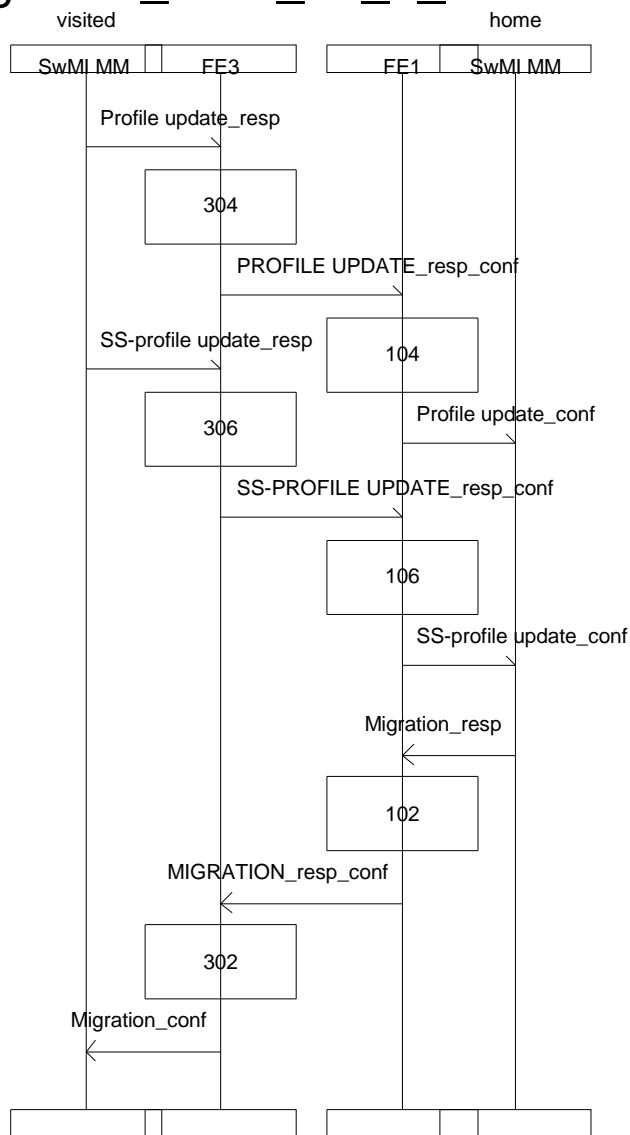 visited home
SwMI MM FE3 FE1 SwMI MM
Profile update_resp
304
PROFILE UPDATE_resp_conf
SS-profile update_resp
104
Profile update_conf
306
SS-PROFILE UPDATE_resp_conf
106
SS-profile update_conf
Migration_resp
102
MIGRATION_resp_conf
302
Migration_conf